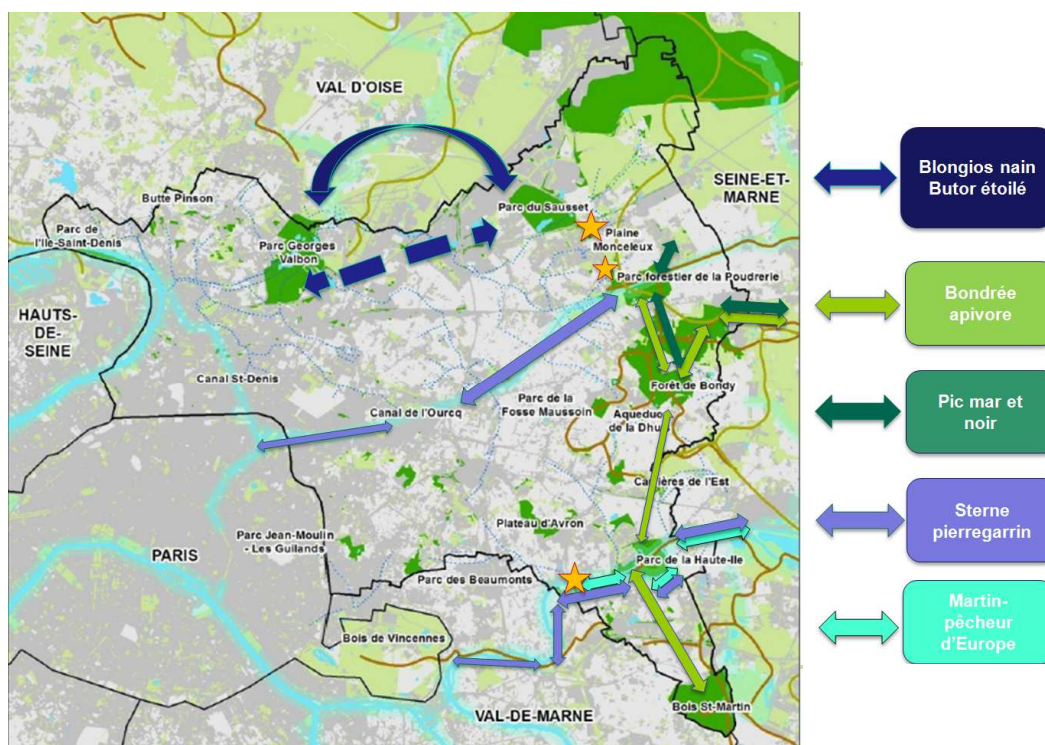 VAL D'OISE
SEINE-ET-
MARNE
Butte Pinson
Parc du Sausset
Parc de
l'Ile-Saint-Denis
Parc Georges
Valbon
Plaine
Monceleux
Parc forestier de la Poudrerie
HAUTS-
DE-
SEINE
Canal St-Denis
Forêt de Bondy
Canal de l'Ourcq
Parc de la
Fosse Maussoin
Aqueduc
de la Dhuis
Carrières de l'Est
Plateau d'Avron
Parc Jean-Moulin
- Les Guilands
PARIS
Parc de la Haute-Ile
Parc des Beaumonts
Bois de Vincennes
Bois St-Martin
VAL-DE-MARNE
Blongios nain
Butor étoilé
Bondrée
apivore
Pic mar et
noir
Sterne
pierregarrin
Martin-
pêcheur
d'Europe